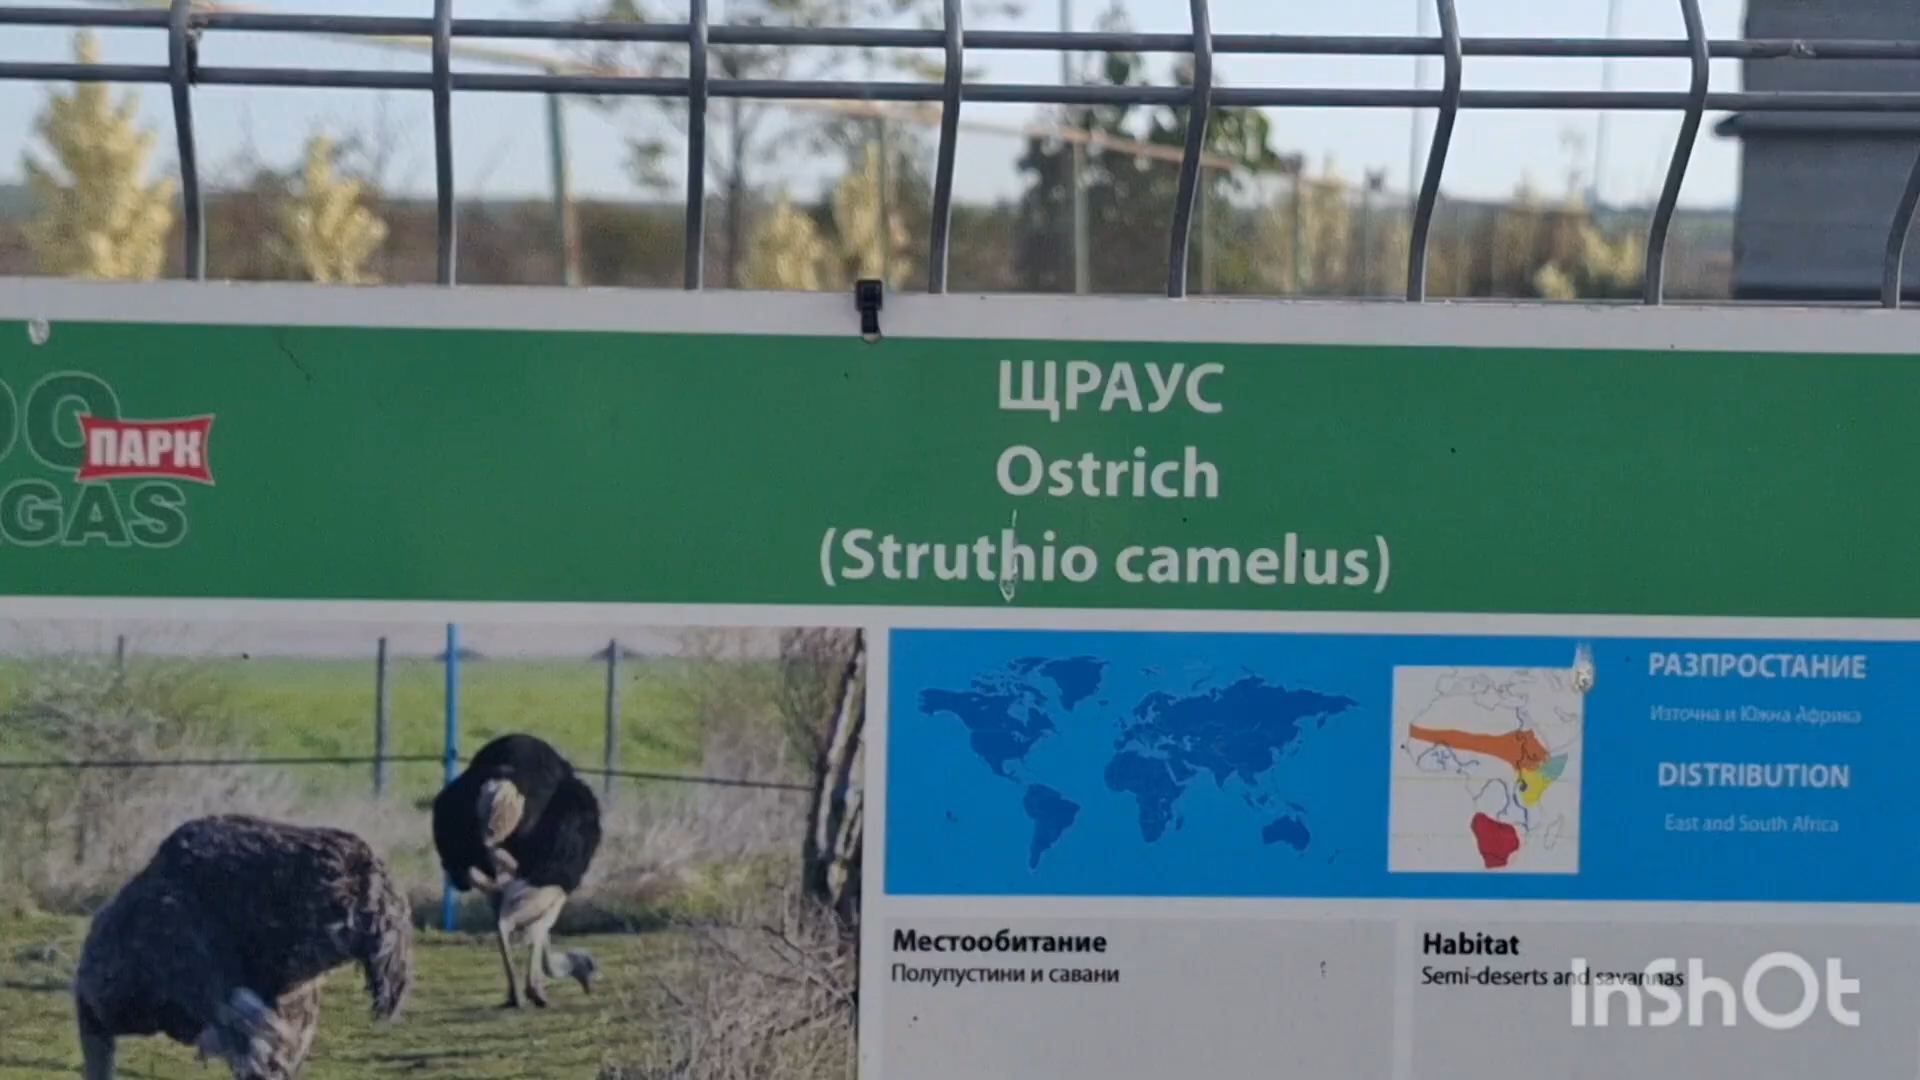 ПАРК
GAS
ЩРАУС
Ostrich
(Struthio camelus)
РАЗПРОСТАНИЕ
Източна и Южна Африка
DISTRIBUTION
East and South Africa
Местообитание
Полупустини и савани
Habitat
Semi-deserts and savannas
InShOt